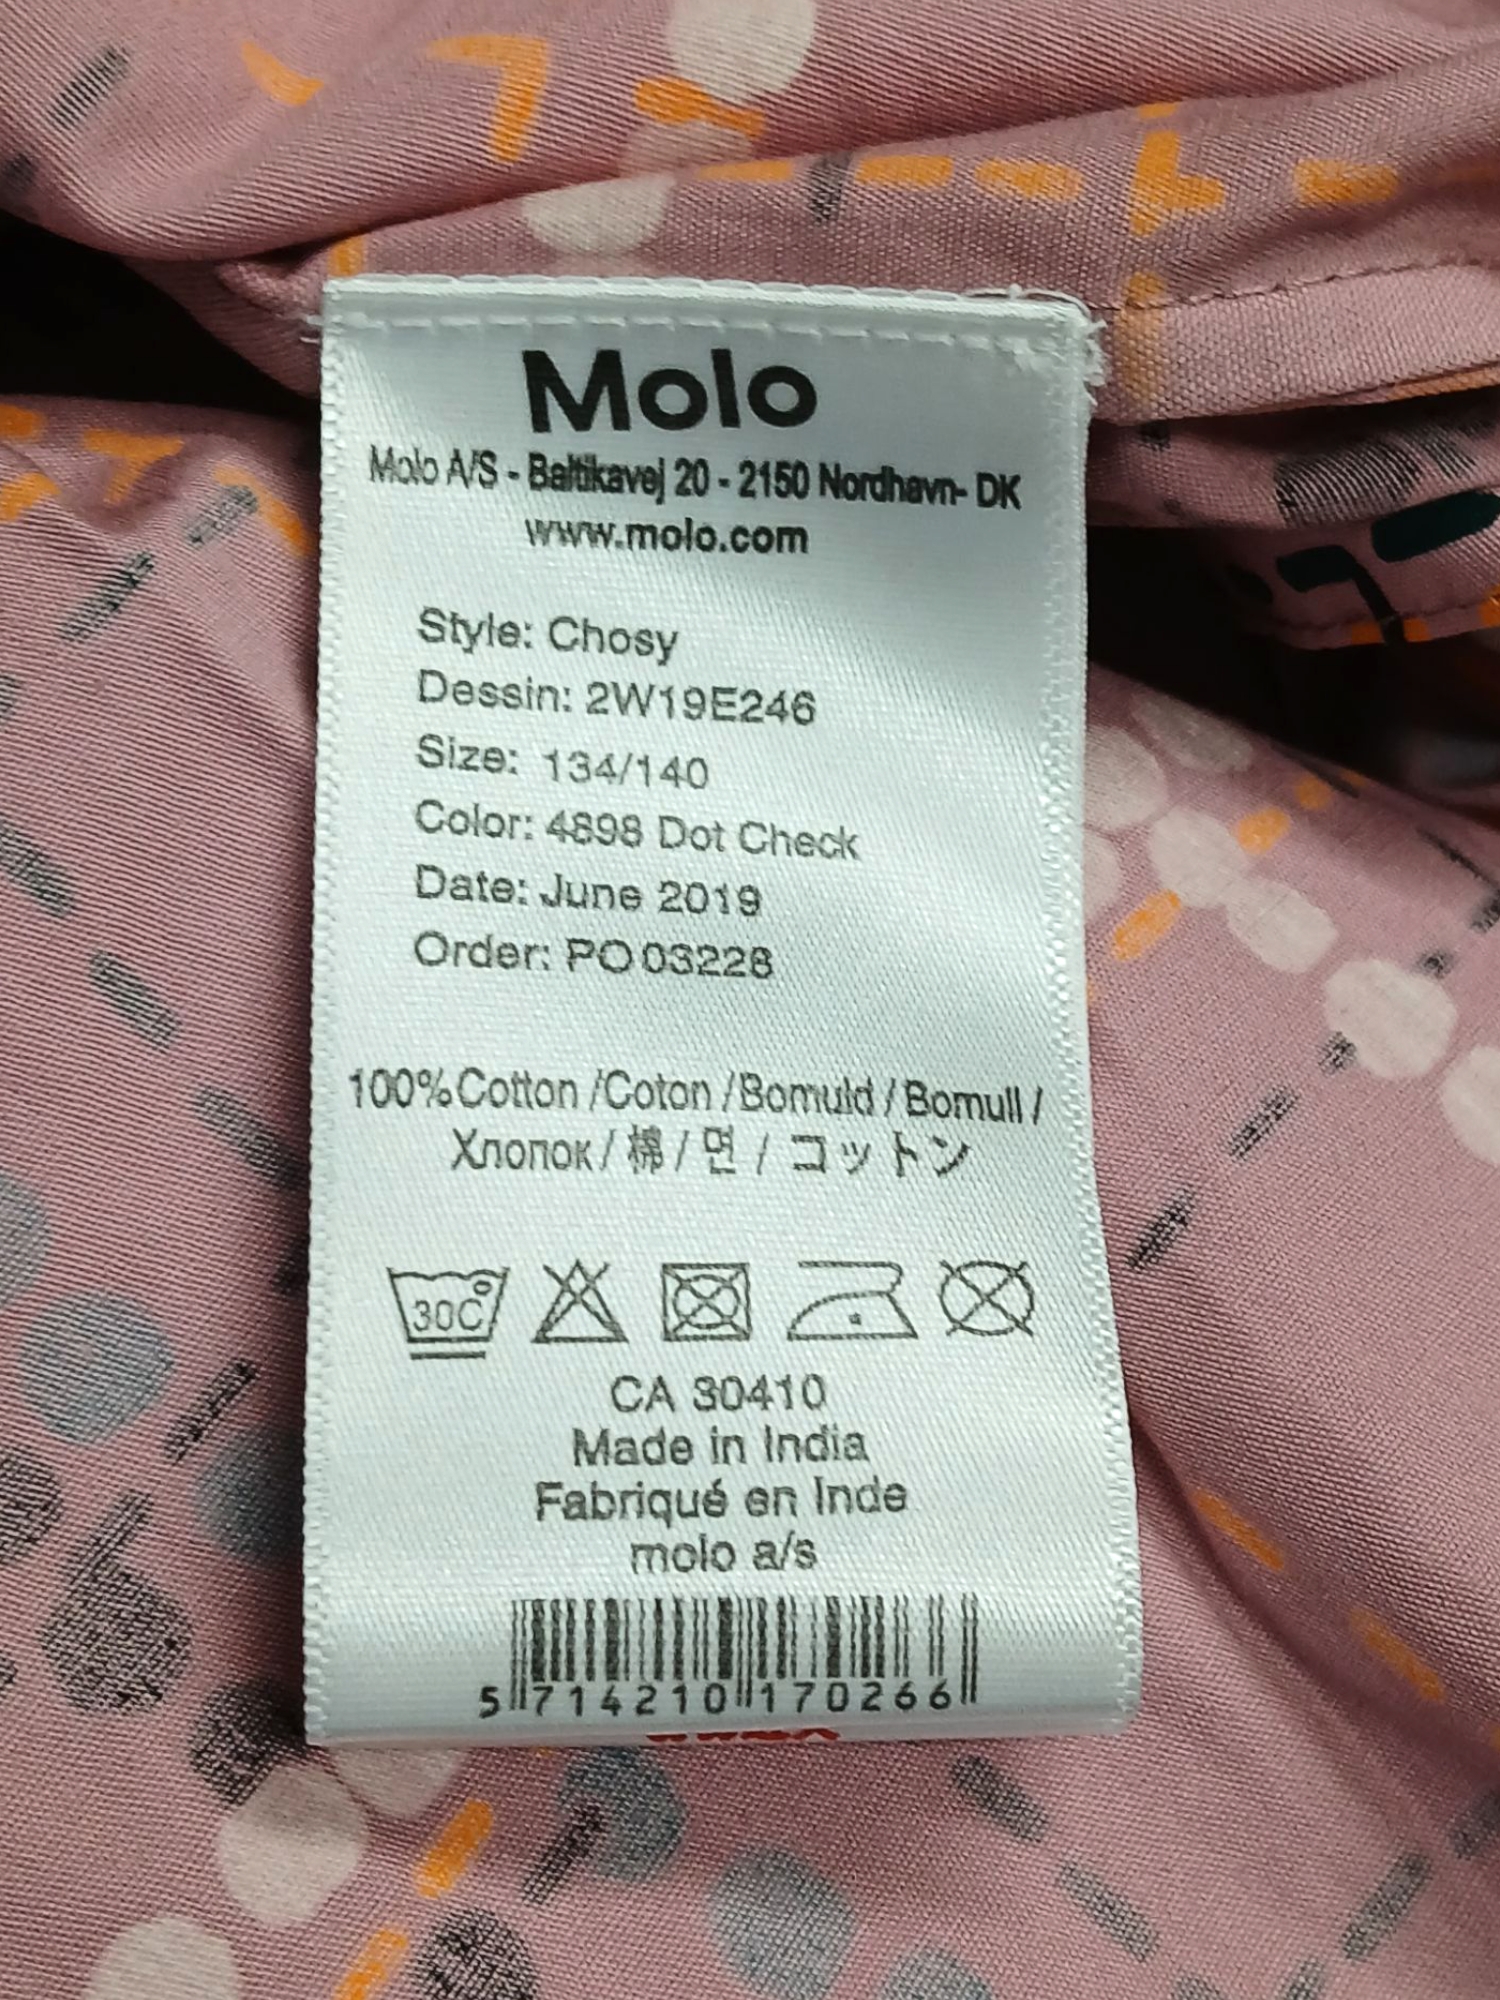 Molo
Molo A/S - Baltikavej 20 - 2150 Nordhavn- DK
www.molo.com
Style: Chosy
Dessin: 2W19E246
Size: 134/140
Color: 4898 Dot Check
Date: June 2019
Order: PO 03228
100% Cotton / Coton / Bomuld / Bomull /
Хлопок / 棉 / 면 / コットン
30C
CA 30410
Made in India
Fabriqué en Inde
molo a/s
5 714210 170266